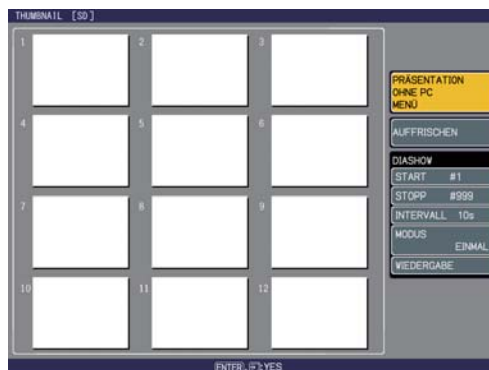 THUMBNAIL [SD]
1 2 3
4 5 6
7 8 9
10 11 12
PRÄSENTATION
OHNE PC
MENÜ
AUFFRISCHEN
DIASHOW
START #1
STOPP #999
INTERVALL 10s
MODUS
EINMAL
WIEDERGABE
[ENTER],[]:YES